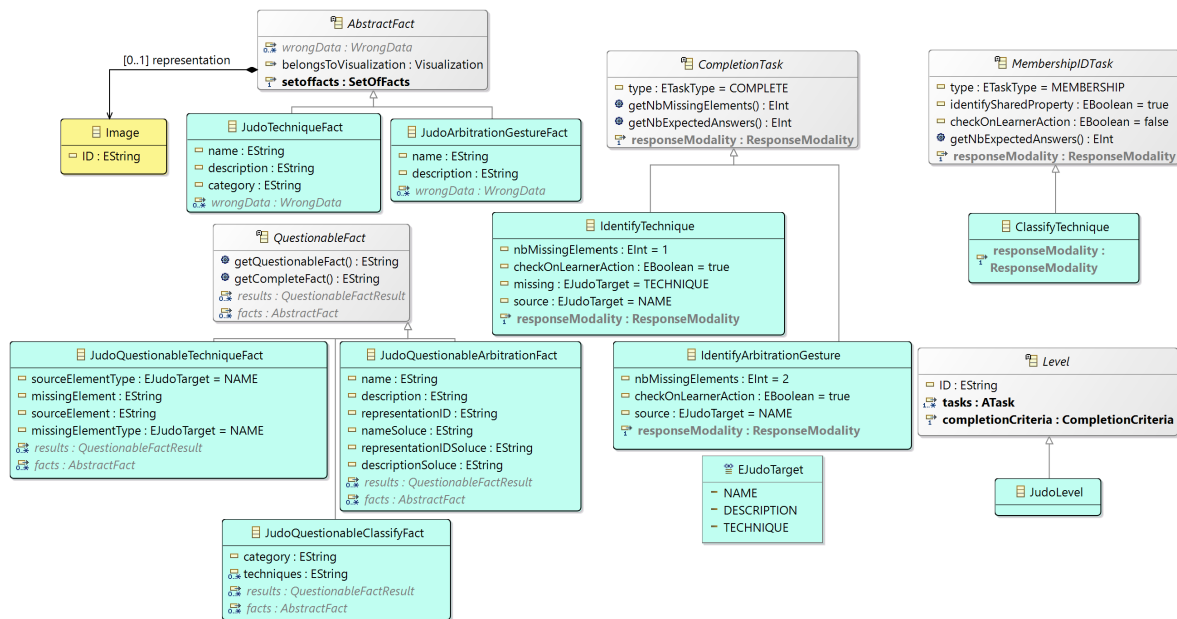 AbstractFact
wrongData : WrongData
belongsToVisualization : Visualization
setoffacts : SetOfFacts
[0..1] representation
Image
ID : EString
JudoTechniqueFact
name : EString
description : EString
category : EString
wrongData : WrongData
JudoArbitrationGestureFact
name : EString
description : EString
wrongData : WrongData
CompletionTask
type : ETaskType = COMPLETE
getNbMissingElements() : EInt
getNbExpectedAnswers() : EInt
responseModality : ResponseModality
MembershipIDTask
type : ETaskType = MEMBERSHIP
identifySharedProperty : EBoolean = true
checkOnLearnerAction : EBoolean = false
getNbExpectedAnswers() : EInt
responseModality : ResponseModality
QuestionableFact
getQuestionableFact() : EString
getCompleteFact() : EString
results : QuestionableFactResult
facts : AbstractFact
IdentifyTechnique
nbMissingElements : EInt = 1
checkOnLearnerAction : EBoolean = true
missing : EJudoTarget = TECHNIQUE
source : EJudoTarget = NAME
responseModality : ResponseModality
ClassifyTechnique
responseModality :
ResponseModality
JudoQuestionableTechniqueFact
sourceElementType : EJudoTarget = NAME
missingElement : EString
sourceElement : EString
missingElementType : EJudoTarget = NAME
results : QuestionableFactResult
facts : AbstractFact
JudoQuestionableArbitrationFact
name : EString
description : EString
representationID : EString
nameSoluce : EString
representationIDSoluce : EString
descriptionSoluce : EString
results : QuestionableFactResult
facts : AbstractFact
IdentifyArbitrationGesture
nbMissingElements : EInt = 2
checkOnLearnerAction : EBoolean = true
source : EJudoTarget = NAME
responseModality : ResponseModality
Level
ID : EString
tasks : ATask
completionCriteria : CompletionCriteria
EJudoTarget
NAME
DESCRIPTION
TECHNIQUE
JudoLevel
JudoQuestionableClassifyFact
category : EString
techniques : EString
results : QuestionableFactResult
facts : AbstractFact